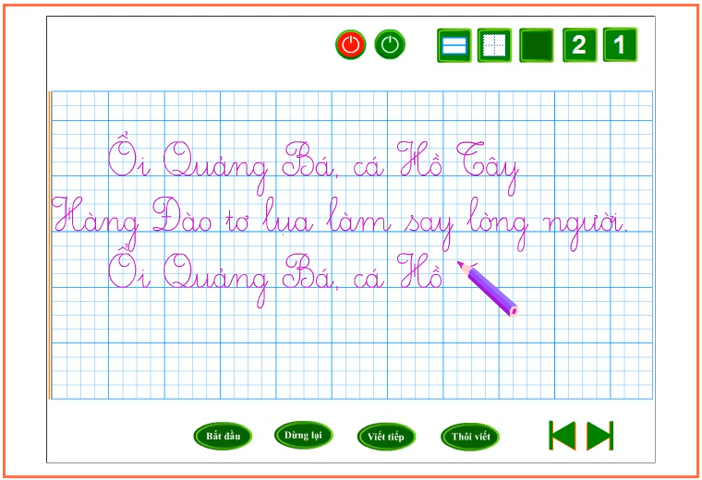 2 1
Ổi Quảng Bá, cá Hồ Tây
Hàng Đào tơ lụa làm say lòng người.
Ổi Quảng Bá, cá Hồ
Bắt đầu Dừng lại Viết tiếp Thôi viết